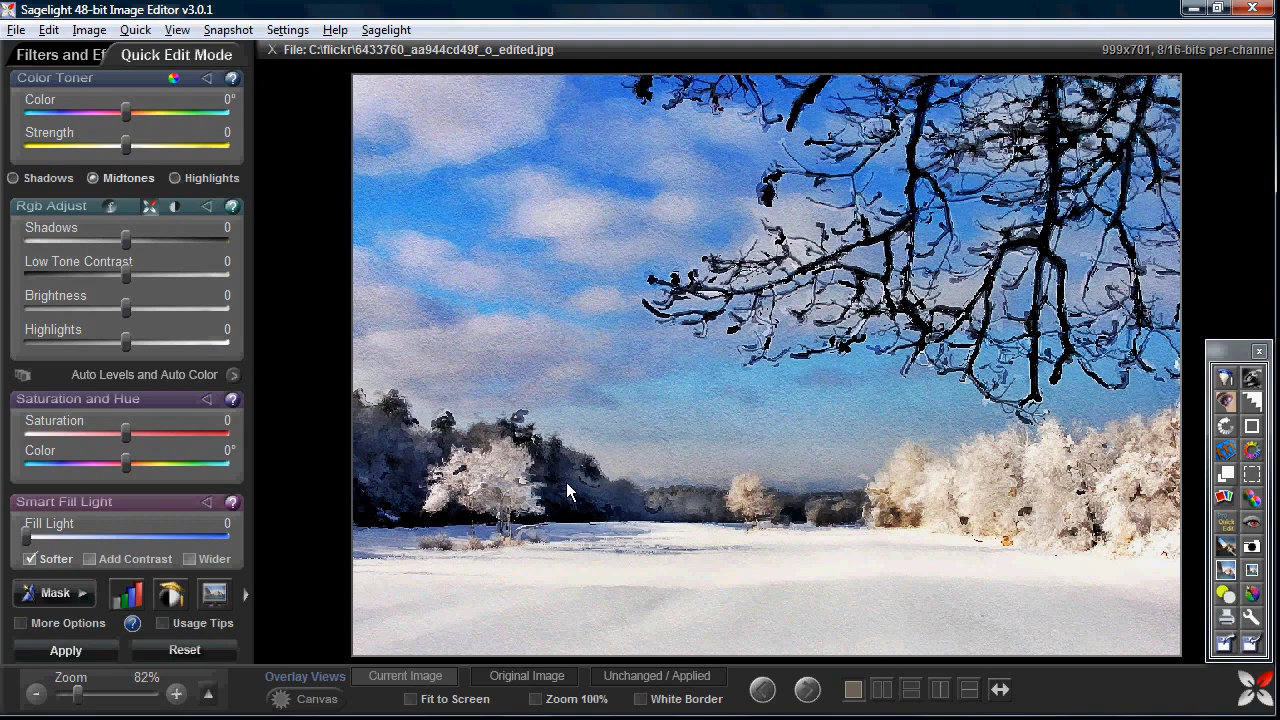 Sagelight 48-bit Image Editor v3.0.1
File Edit Image Quick View Snapshot Settings Help Sagelight
Filters and Ef Quick Edit Mode
X File: C:\flickr\6433760_aa944cd49f_o_edited.jpg
999x701, 8/16-bits per-channe
Color Toner
Color 0°
Strength 0
Shadows Midtones Highlights
Rgb Adjust
Shadows 0
Low Tone Contrast 0
Brightness 0
Highlights 0
Auto Levels and Auto Color
Saturation and Hue
Saturation 0
Color 0°
Smart Fill Light
Fill Light 0
Softer Add Contrast Wider
Mask
More Options Usage Tips
Apply Reset
Zoom 82%
Overlay Views Current Image Original Image Unchanged / Applied
Canvas Fit to Screen Zoom 100% White Border
Quick
Edit